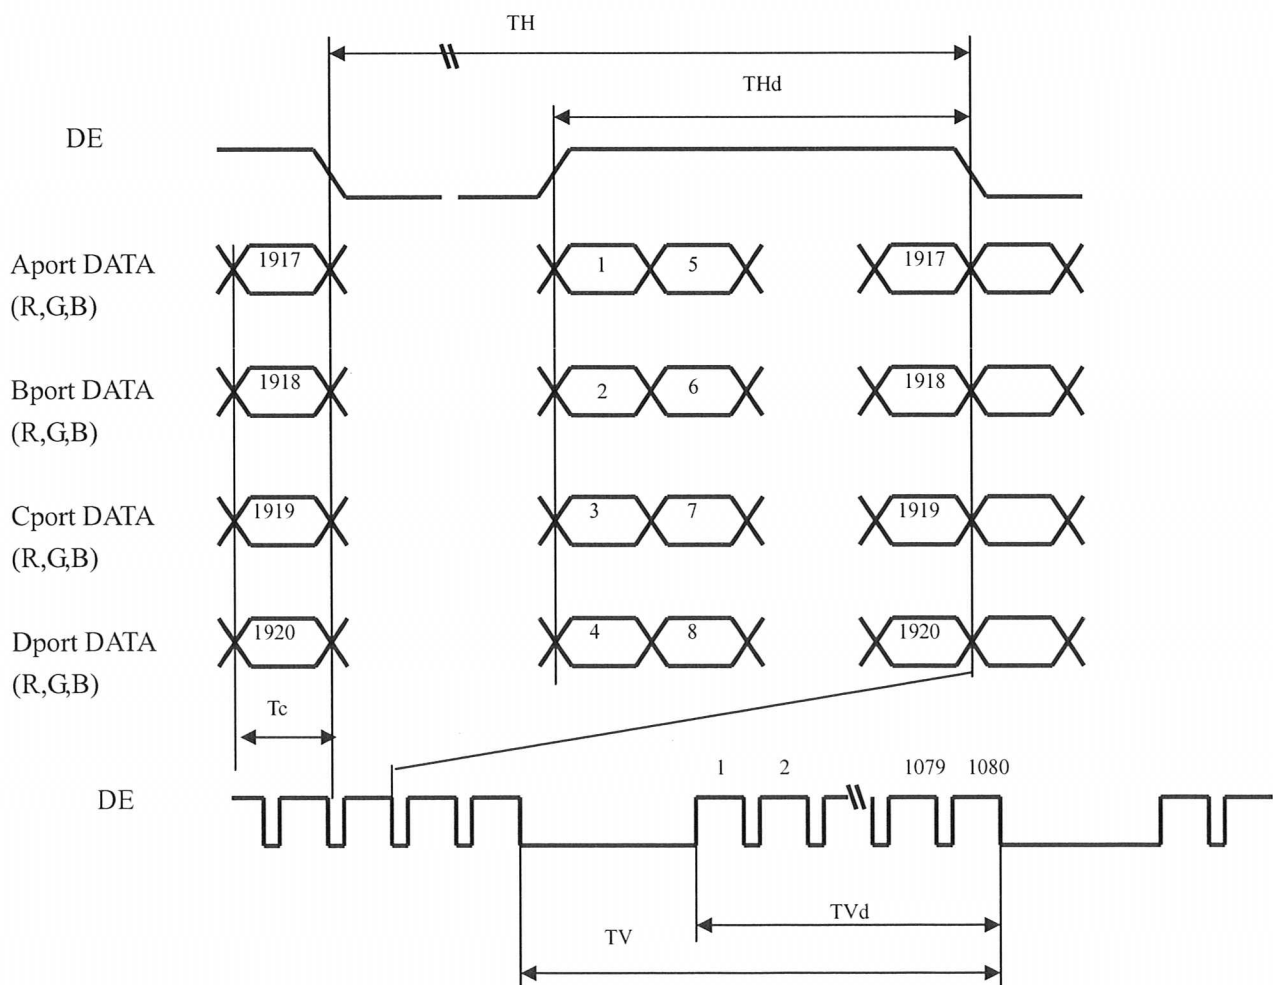 TH
THd
DE
Aport DATA
(R,G,B)
1917
1
5
1917
Bport DATA
(R,G,B)
1918
2
6
1918
Cport DATA
(R,G,B)
1919
3
7
1919
Dport DATA
(R,G,B)
1920
4
8
1920
Tc
DE
1
2
1079
1080
TVd
TV